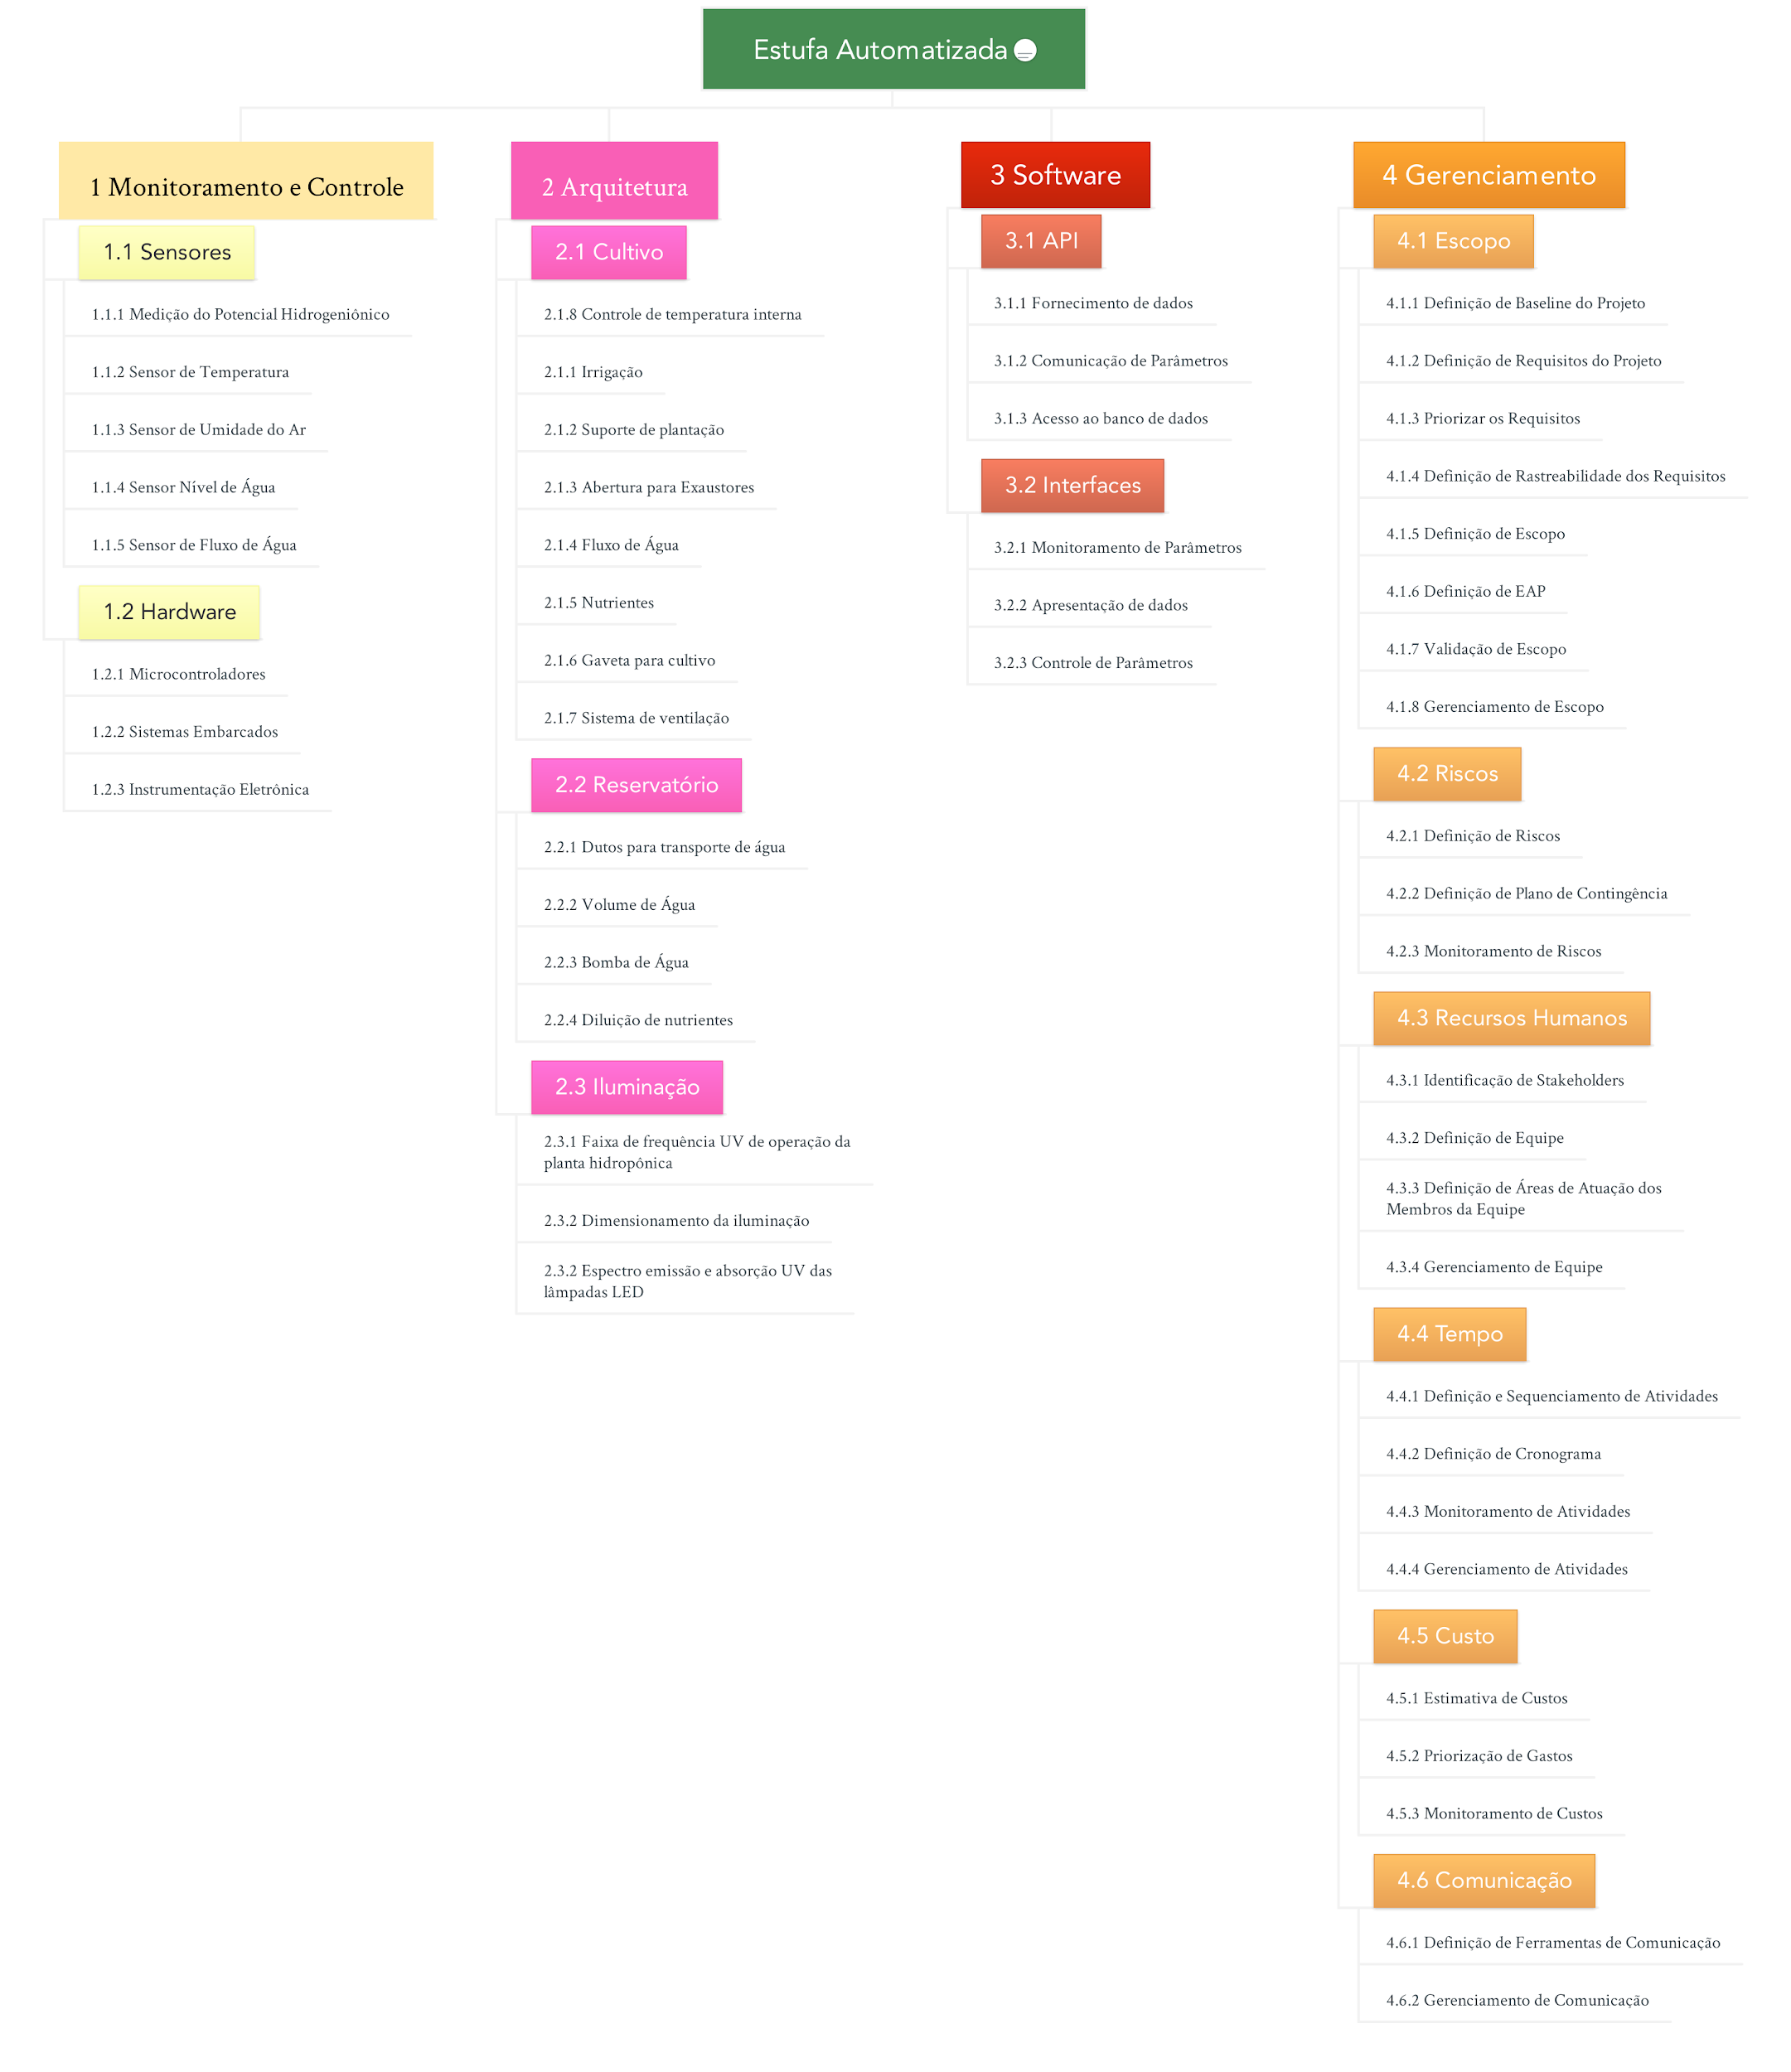 Estufa Automatizada
1 Monitoramento e Controle
1.1 Sensores
1.1.1 Medição do Potencial Hidrogeniônico
1.1.2 Sensor de Temperatura
1.1.3 Sensor de Umidade do Ar
1.1.4 Sensor Nível de Água
1.1.5 Sensor de Fluxo de Água
1.2 Hardware
1.2.1 Microcontroladores
1.2.2 Sistemas Embarcados
1.2.3 Instrumentação Eletrônica
2 Arquitetura
2.1 Cultivo
2.1.8 Controle de temperatura interna
2.1.1 Irrigação
2.1.2 Suporte de plantação
2.1.3 Abertura para Exaustores
2.1.4 Fluxo de Água
2.1.5 Nutrientes
2.1.6 Gaveta para cultivo
2.1.7 Sistema de ventilação
2.2 Reservatório
2.2.1 Dutos para transporte de água
2.2.2 Volume de Água
2.2.3 Bomba de Água
2.2.4 Diluição de nutrientes
2.3 Iluminação
2.3.1 Faixa de frequência UV de operação da
planta hidropônica
2.3.2 Dimensionamento da iluminação
2.3.2 Espectro emissão e absorção UV das
lâmpadas LED
3 Software
3.1 API
3.1.1 Fornecimento de dados
3.1.2 Comunicação de Parâmetros
3.1.3 Acesso ao banco de dados
3.2 Interfaces
3.2.1 Monitoramento de Parâmetros
3.2.2 Apresentação de dados
3.2.3 Controle de Parâmetros
4 Gerenciamento
4.1 Escopo
4.1.1 Definição de Baseline do Projeto
4.1.2 Definição de Requisitos do Projeto
4.1.3 Priorizar os Requisitos
4.1.4 Definição de Rastreabilidade dos Requisitos
4.1.5 Definição de Escopo
4.1.6 Definição de EAP
4.1.7 Validação de Escopo
4.1.8 Gerenciamento de Escopo
4.2 Riscos
4.2.1 Definição de Riscos
4.2.2 Definição de Plano de Contingência
4.2.3 Monitoramento de Riscos
4.3 Recursos Humanos
4.3.1 Identificação de Stakeholders
4.3.2 Definição de Equipe
4.3.3 Definição de Áreas de Atuação dos
Membros da Equipe
4.3.4 Gerenciamento de Equipe
4.4 Tempo
4.4.1 Definição e Sequenciamento de Atividades
4.4.2 Definição de Cronograma
4.4.3 Monitoramento de Atividades
4.4.4 Gerenciamento de Atividades
4.5 Custo
4.5.1 Estimativa de Custos
4.5.2 Priorização de Gastos
4.5.3 Monitoramento de Custos
4.6 Comunicação
4.6.1 Definição de Ferramentas de Comunicação
4.6.2 Gerenciamento de Comunicação